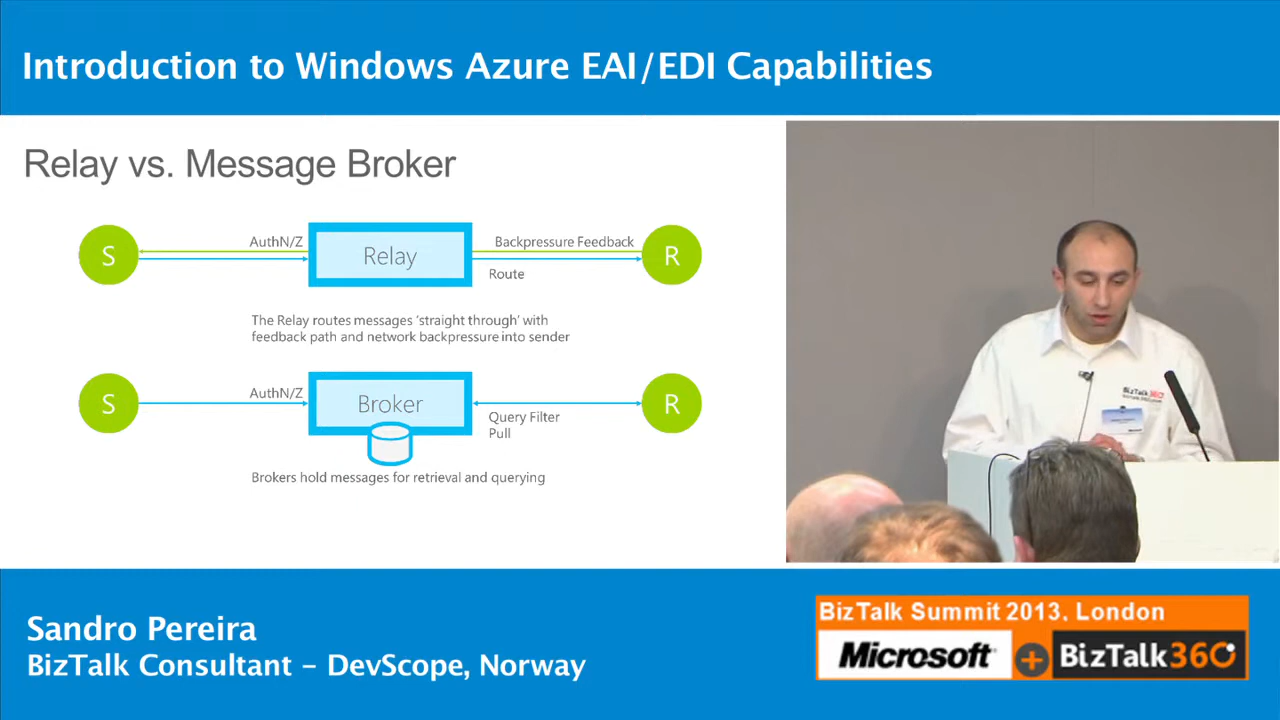 Introduction to Windows Azure EAI/EDI Capabilities
Relay vs. Message Broker
S
AuthN/Z
Relay
Backpressure Feedback
Route
R
The Relay routes messages 'straight through' with
feedback path and network backpressure into sender
S
AuthN/Z
Broker
Query Filter
Pull
R
Brokers hold messages for retrieval and querying
BizTalk360
Sandro Pereira
BizTalk Consultant – DevScope, Norway
BizTalk Summit 2013, London
Microsoft + BizTalk360